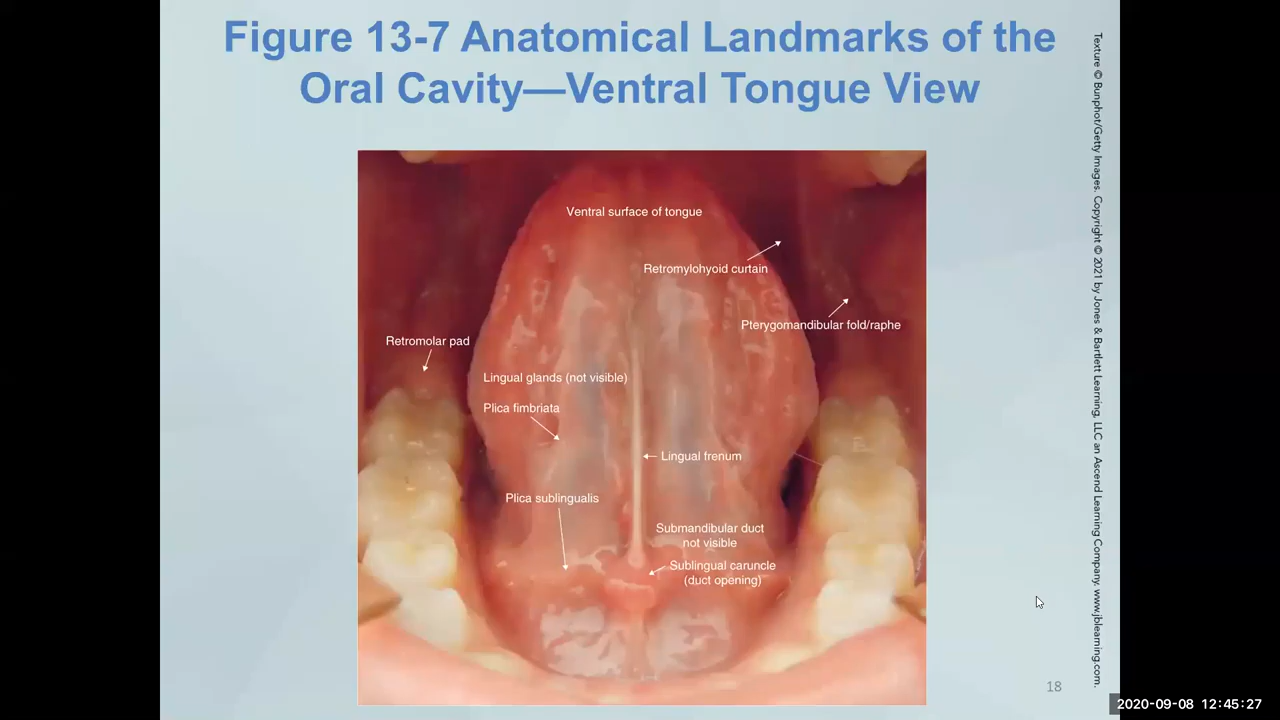 Figure 13-7 Anatomical Landmarks of the
Oral Cavity—Ventral Tongue View
Ventral surface of tongue
Retromylohyoid curtain
Pterygomandibular fold/raphe
Retromolar pad
Lingual glands (not visible)
Plica fimbriata
Lingual frenum
Plica sublingualis
Submandibular duct
not visible
Sublingual caruncle
(duct opening)
Texture © Bunphot/Getty Images. Copyright © 2021 by Jones & Bartlett Learning, LLC an Ascend Learning Company. www.jblearning.com.
18
2020-09-08 12:45:27